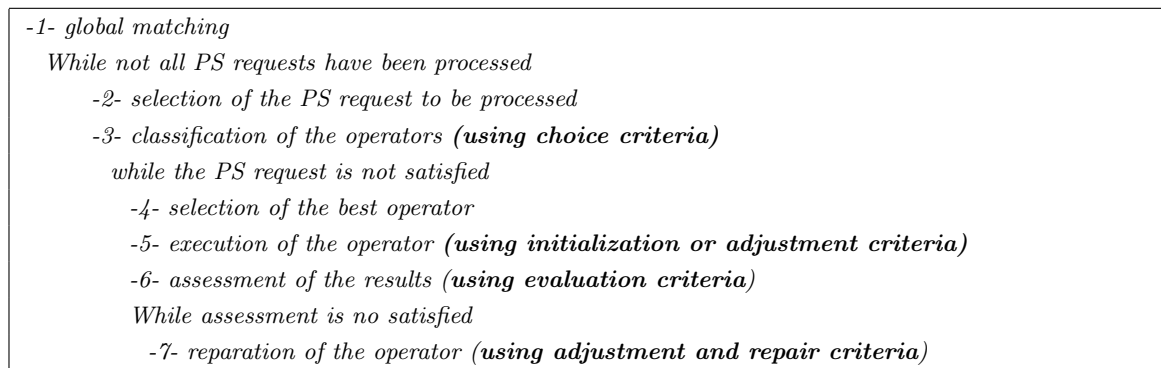 -1- global matching
While not all PS requests have been processed
-2- selection of the PS request to be processed
-3- classification of the operators (using choice criteria)
while the PS request is not satisfied
-4- selection of the best operator
-5- execution of the operator (using initialization or adjustment criteria)
-6- assessment of the results (using evaluation criteria)
While assessment is no satisfied
-7- reparation of the operator (using adjustment and repair criteria)